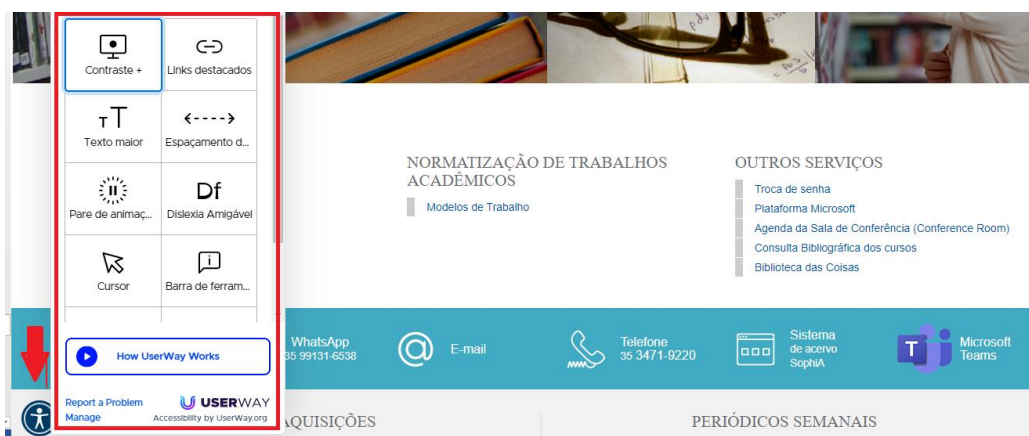 Contraste +
Links destacados
Texto maior
Espaçamento d...
Pare de animaç...
Dislexia Amigável
Cursor
Barra de ferram...
How UserWay Works
Report a Problem
Manage
USERWAY
Accessibility by UserWay.org
NORMATIZAÇÃO DE TRABALHOS
ACADÊMICOS
Modelos de Trabalho
OUTROS SERVIÇOS
Troca de senha
Plataforma Microsoft
Agenda da Sala de Conferência (Conference Room)
Consulta Bibliográfica dos cursos
Biblioteca das Coisas
WhatsApp
35 99131-6538
E-mail
Telefone
35 3471-9220
Sistema
de acervo
SophiA
Microsoft
Teams
AQUISIÇÕES
PERIÓDICOS SEMANAIS